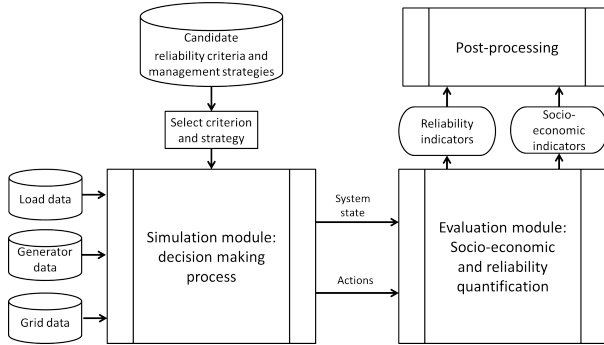 Candidate
reliability criteria and
management strategies
Post-processing
Select criterion
and strategy
Reliability
indicators
Socio-
economic
indicators
Load data
Generator
data
Grid data
Simulation module:
decision making
process
System
state
Actions
Evaluation module:
Socio-economic
and reliability
quantification